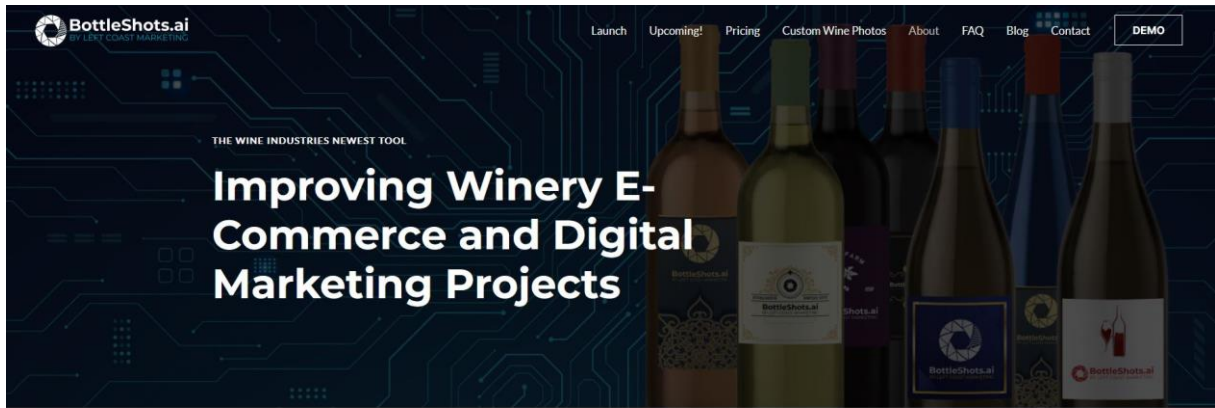 BottleShots.ai
BY LEFT COAST MARKETING
Launch Upcoming! Pricing Custom Wine Photos About FAQ Blog Contact DEMO
THE WINE INDUSTRIES NEWEST TOOL
Improving Winery E-
Commerce and Digital
Marketing Projects
BottleShots.ai
BottleShots.ai
Shots.ai
BottleShots.ai
BottleShots.ai
BottleShots.ai